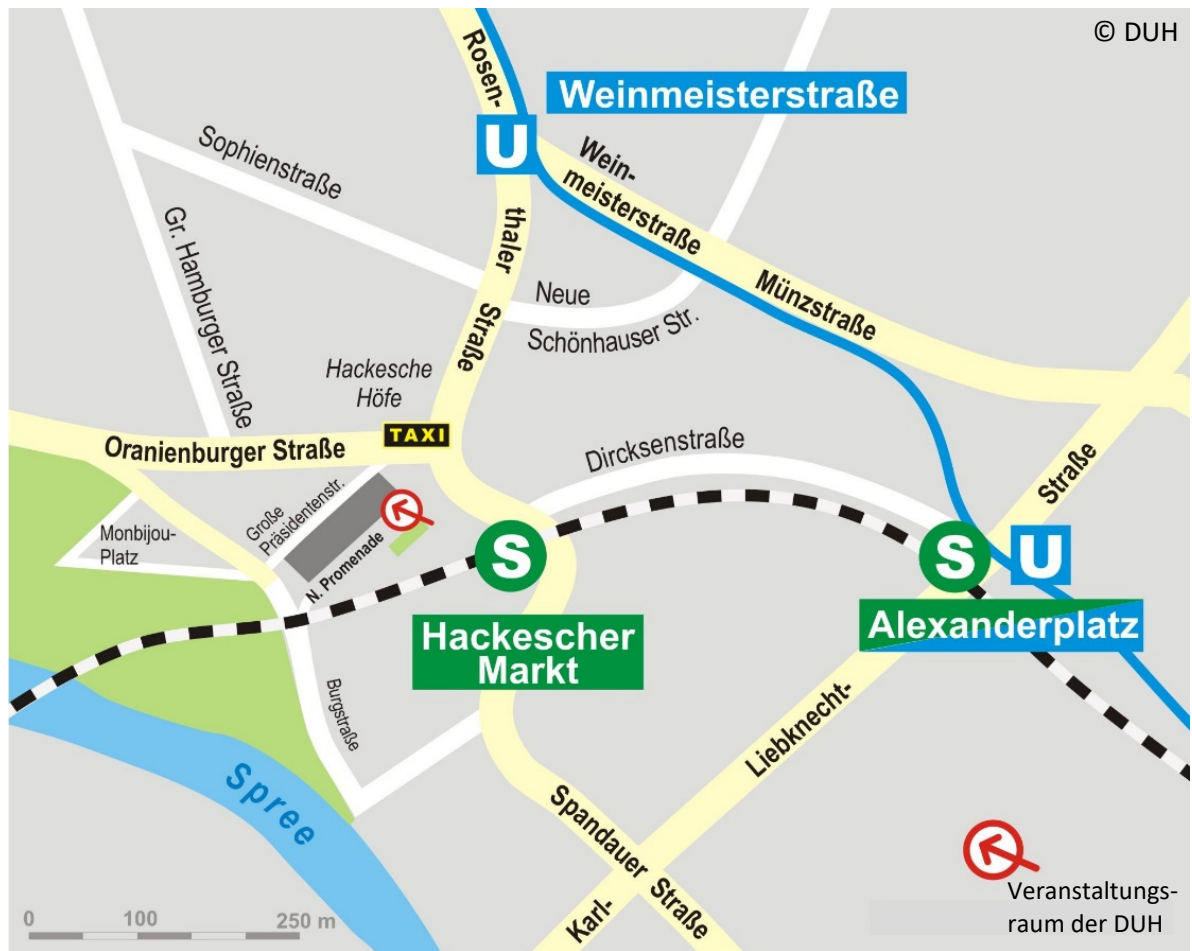 © DUH
Rosen-
thaler
Straße
Weinmeisterstraße
U
Wein-
meisterstraße
Sophienstraße
Gr. Hamburger Straße
Neue
Schönhauser Str.
Münzstraße
Hackesche
Höfe
TAXI
Oranienburger Straße
Dircksenstraße
Straße
Große
Präsidentenstr.
Monbijou-
Platz
N. Promenade
S
Hackescher
Markt
S
U
Alexanderplatz
Burgstraße
Liebknecht-
Karl-
Spree
Spandauer Straße
0 100 250 m
Veranstaltungs-
raum der DUH